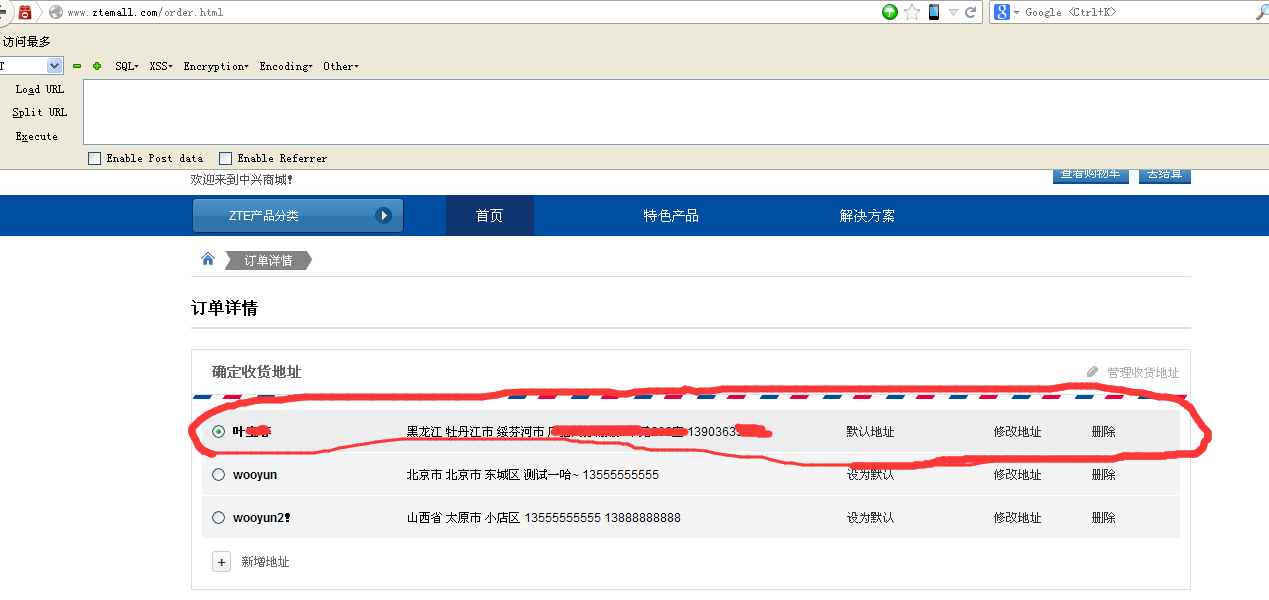 www.ztemall.com/order.html
Google <Ctrl+K>
访问最多
SQL▾ XSS▾ Encryption▾ Encoding▾ Other▾
Load URL
Split URL
Execute
Enable Post data Enable Referrer
欢迎来到中兴商城!
查看购物车 去结算
ZTE产品分类 首页 特色产品 解决方案
订单详情
订单详情
确定收货地址 管理收货地址
叶 黑龙江 牡丹江市 绥芬河市 1390363 默认地址 修改地址 删除
wooyun 北京市 北京市 东城区 测试一哈~ 13555555555 设为默认 修改地址 删除
wooyun2! 山西省 太原市 小店区 13555555555 13888888888 设为默认 修改地址 删除
+ 新增地址